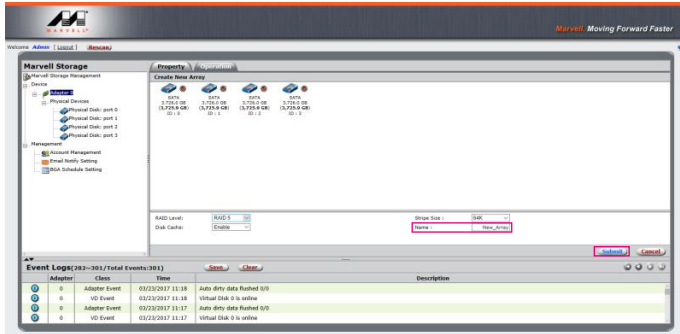 MARVELL
Marvell. Moving Forward Faster
Welcome Admin [ Logout ] Rescan
Marvell Storage
Property Operation
Marvell Storage Management
Device
Adapter 0
Physical Devices
Physical Disk: port 0
Physical Disk: port 1
Physical Disk: port 2
Physical Disk: port 3
Management
Account Management
Email Notify Setting
BGA Schedule Setting
Create New Array
SATA SATA SATA SATA
3,726.0 GB 3,726.0 GB 3,726.0 GB 3,726.0 GB
(3,725.9 GB) (3,725.9 GB) (3,725.9 GB) (3,725.9 GB)
ID : 0 ID : 1 ID : 2 ID : 3
RAID Level: RAID 5 Stripe Size : 64K
Disk Cache: Enable Name : New_Array
Submit Cancel
Event Logs(202~301/Total Events:301) Save Clear
Adapter Class Time Description
0 Adapter Event 03/23/2017 11:18 Auto dirty data flushed 0/0
0 VD Event 03/23/2017 11:18 Virtual Disk 0 is online
0 Adapter Event 03/23/2017 11:17 Auto dirty data flushed 0/0
0 VD Event 03/23/2017 11:17 Virtual Disk 0 is online